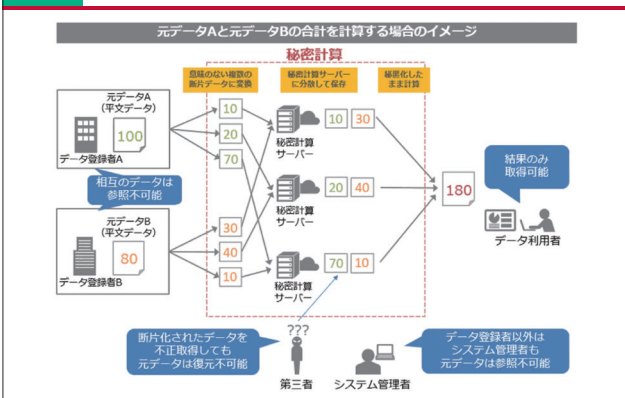 元データAと元データBの合計を計算する場合のイメージ
秘密計算
意味のない複数の
断片データに変換
秘密計算サーバー
に分散して保存
秘匿化した
まま計算
元データA
(平文データ)
100
データ登録者A
相互のデータは
参照不可能
元データB
(平文データ)
80
データ登録者B
10
20
70
30
40
10
秘密計算
サーバー
10 30
秘密計算
サーバー
20 40
秘密計算
サーバー
70 10
180
結果のみ
取得可能
データ利用者
断片化されたデータを
不正取得しても
元データは復元不可能
???
第三者
システム管理者
データ登録者以外は
システム管理者も
元データは参照不可能